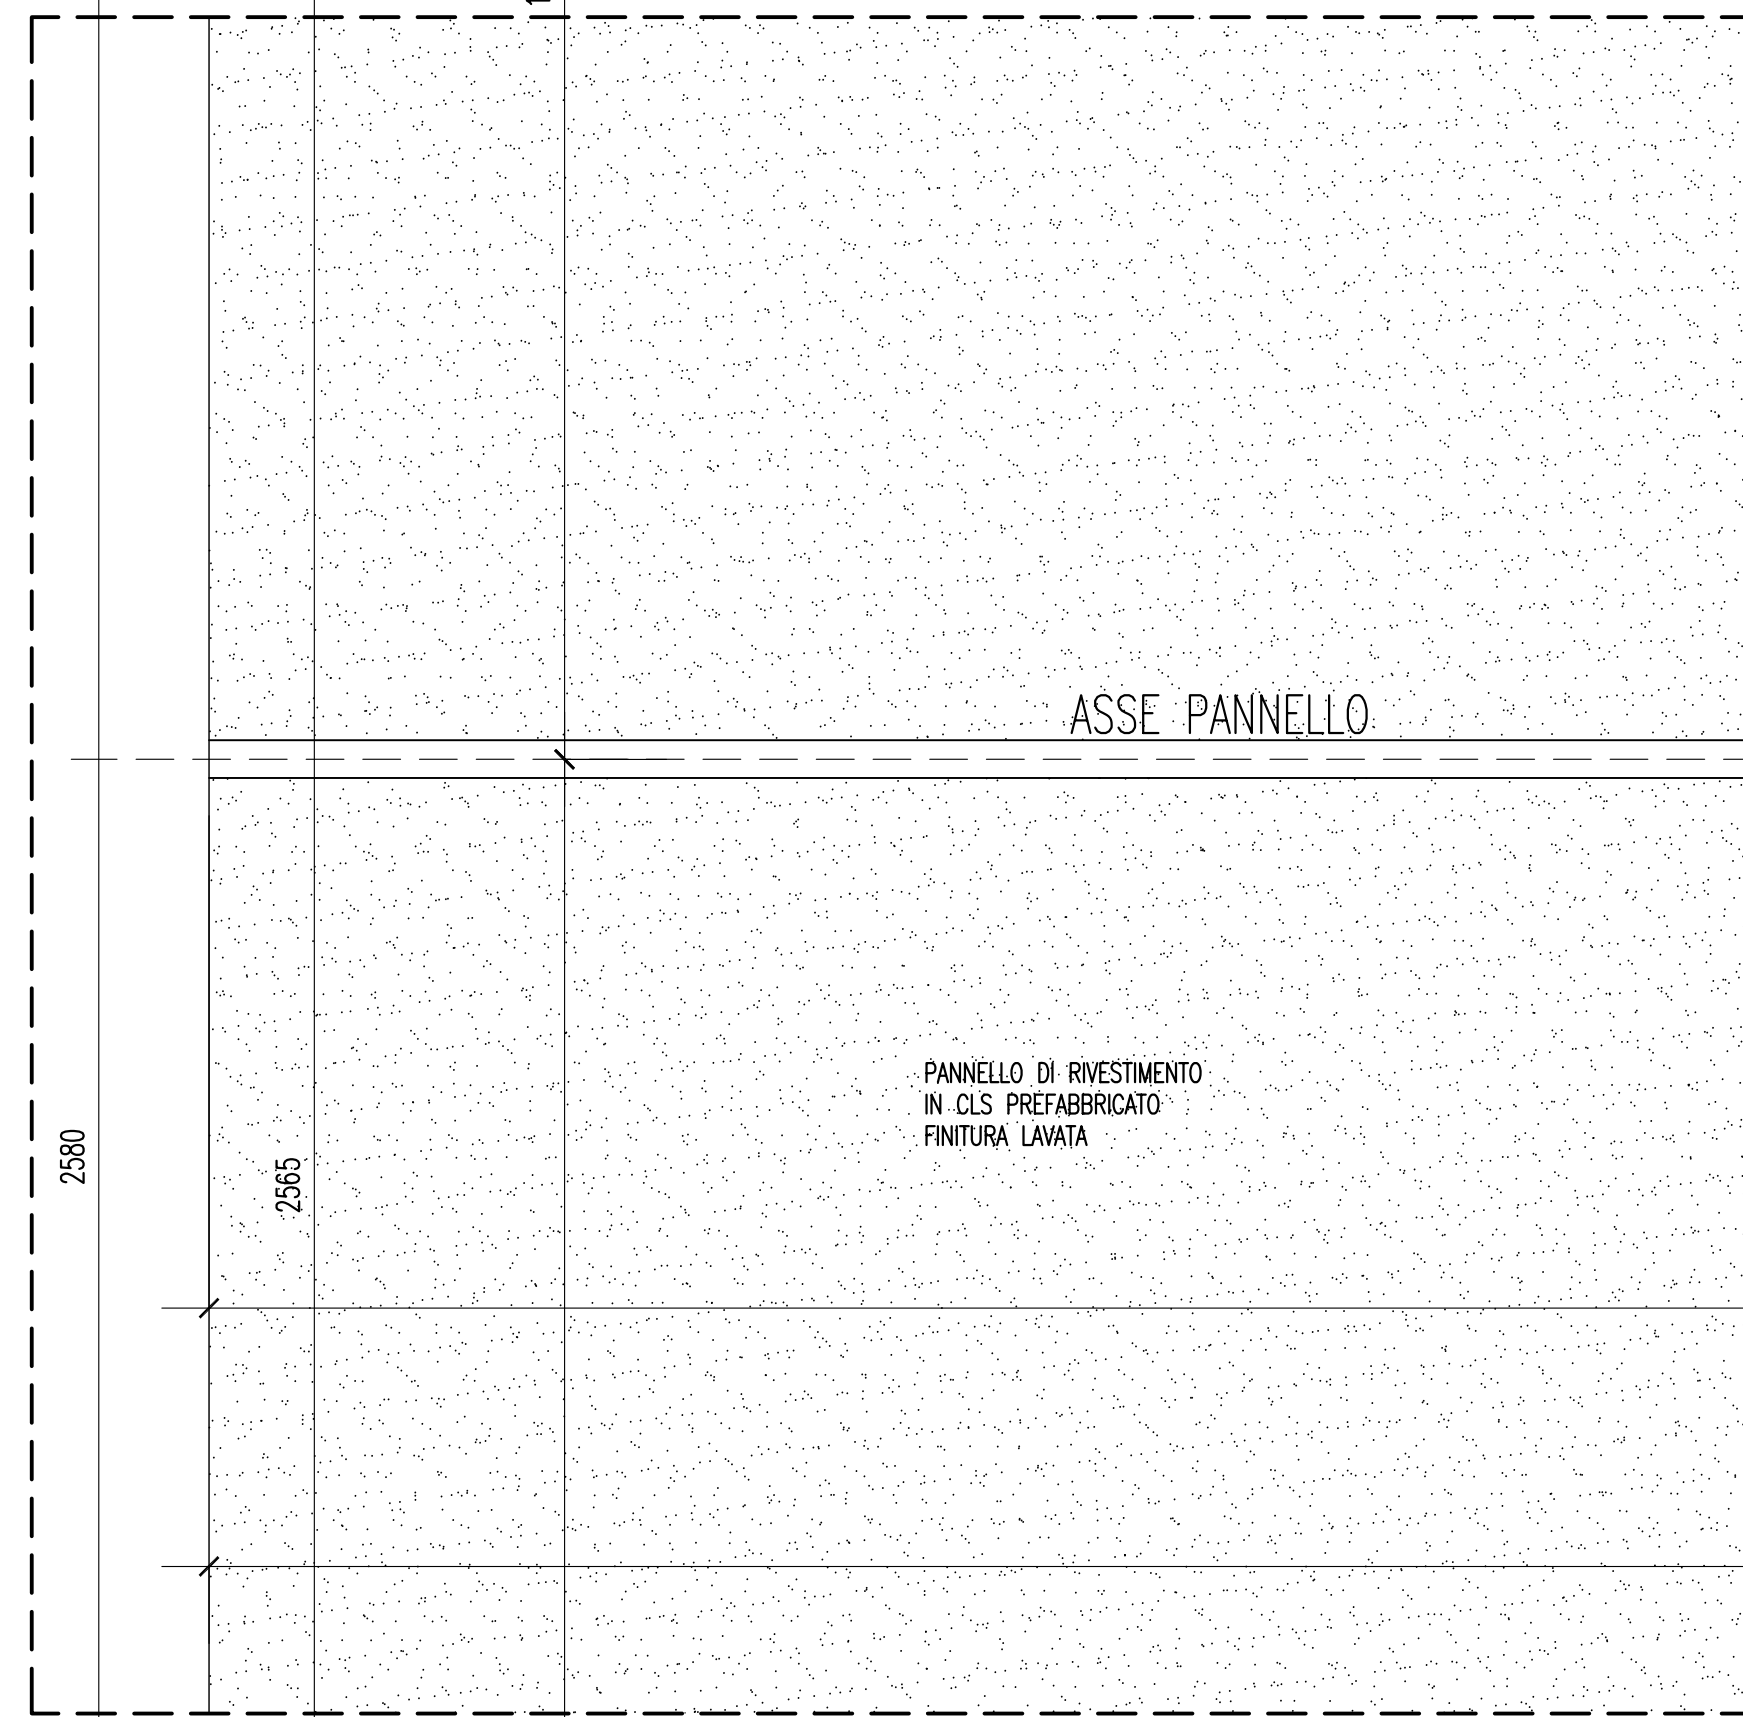 ASSE PANNELLO
PANNELLO DI RIVESTIMENTO
IN CLS PREFABBRICATO
FINITURA LAVATA
2580
2565